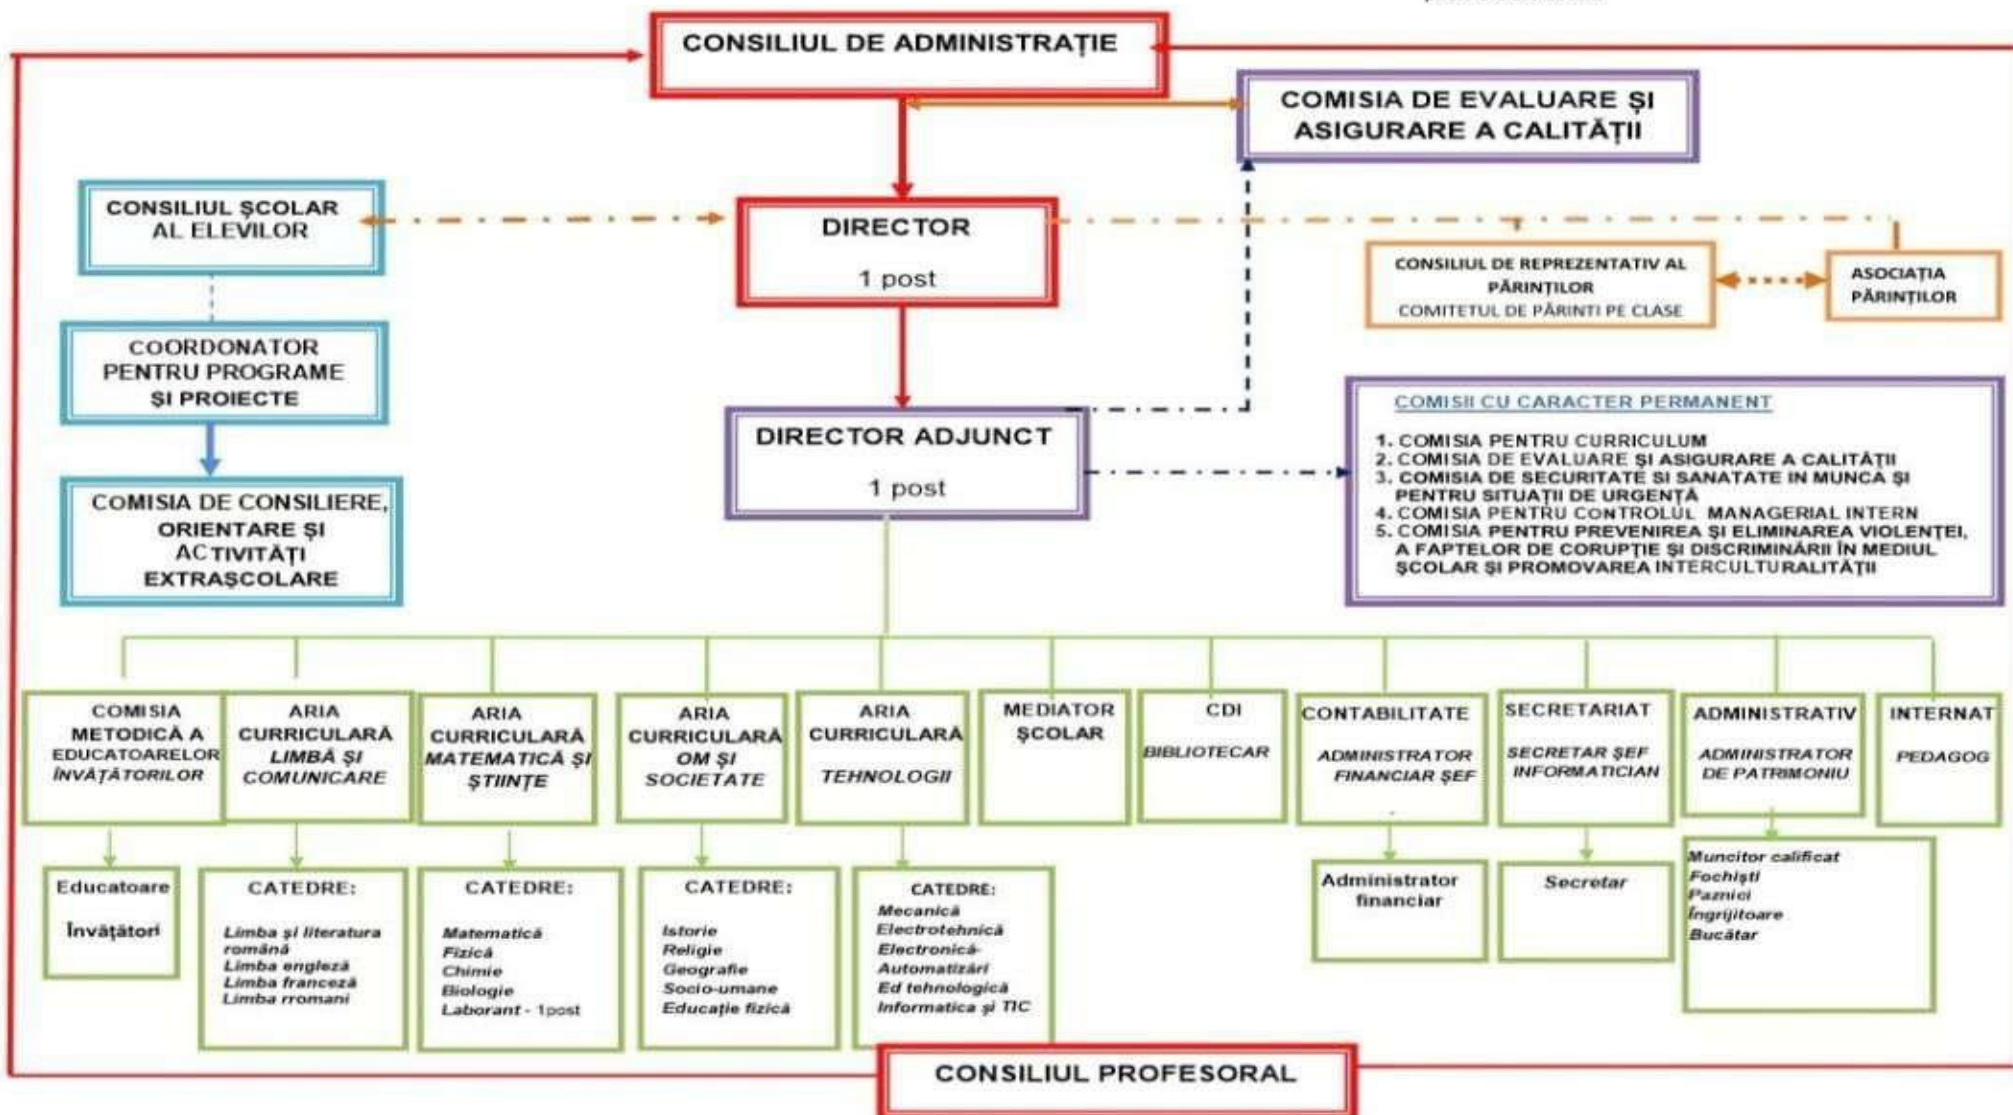 CONSILIUL DE ADMINISTRAȚIE
COMISIA DE EVALUARE ȘI
ASIGURARE A CALITĂȚII
CONSILIUL ȘCOLAR
AL ELEVILOR
DIRECTOR
1 post
CONSILIUL DE REPREZENTATIV AL
PĂRINȚILOR
COMITETUL DE PĂRINTI PE CLASE
ASOCIAȚIA
PĂRINȚILOR
COORDONATOR
PENTRU PROGRAME
ȘI PROIECTE
DIRECTOR ADJUNCT
1 post
COMISII CU CARACTER PERMANENT
1. COMISIA PENTRU CURRICULUM
2. COMISIA DE EVALUARE ȘI ASIGURARE A CALITĂȚII
3. COMISIA DE SECURITATE SI SANATATE IN MUNCA ȘI
PENTRU SITUAȚII DE URGENȚĂ
4. COMISIA PENTRU CONTROLUL MANAGERIAL INTERN
5. COMISIA PENTRU PREVENIREA ȘI ELIMINAREA VIOLENȚEI,
A FAPTELOR DE CORUPȚIE ȘI DISCRIMINĂRII ÎN MEDIUL
ȘCOLAR ȘI PROMOVAREA INTERCULTURALITĂȚII
COMISIA DE CONSILIERE,
ORIENTARE ȘI
ACTIVITĂȚI
EXTRAȘCOLARE
COMISIA
METODICĂ A
EDUCATOARELOR
ÎNVĂȚĂTORILOR
ARIA
CURRICULARĂ
LIMBĂ ȘI
COMUNICARE
ARIA
CURRICULARĂ
MATEMATICĂ ȘI
ȘTIINȚE
ARIA
CURRICULARĂ
OM ȘI
SOCIETATE
ARIA
CURRICULARĂ
TEHNOLOGII
MEDIATOR
ȘCOLAR
CDI
BIBLIOTECAR
CONTABILITATE
ADMINISTRATOR
FINANCIAR ȘEF
SECRETARIAT
SECRETAR ȘEF
INFORMATICIAN
ADMINISTRATIV
ADMINISTRATOR
DE PATRIMONIU
INTERNAT
PEDAGOG
Educatoare
Învățători
CATEDRE:
Limba și literatura
română
Limba engleză
Limba franceză
Limba rromani
CATEDRE:
Matematică
Fizică
Chimie
Biologie
Laborant - 1post
CATEDRE:
Istorie
Religie
Geografie
Socio-umane
Educație fizică
CATEDRE:
Mecanică
Electrotehnică
Electronică-
Automatizări
Ed tehnologică
Informatica și TIC
Administrator
financiar
Secretar
Muncitor calificat
Fochiști
Paznici
Îngrijitoare
Bucătar
CONSILIUL PROFESORAL